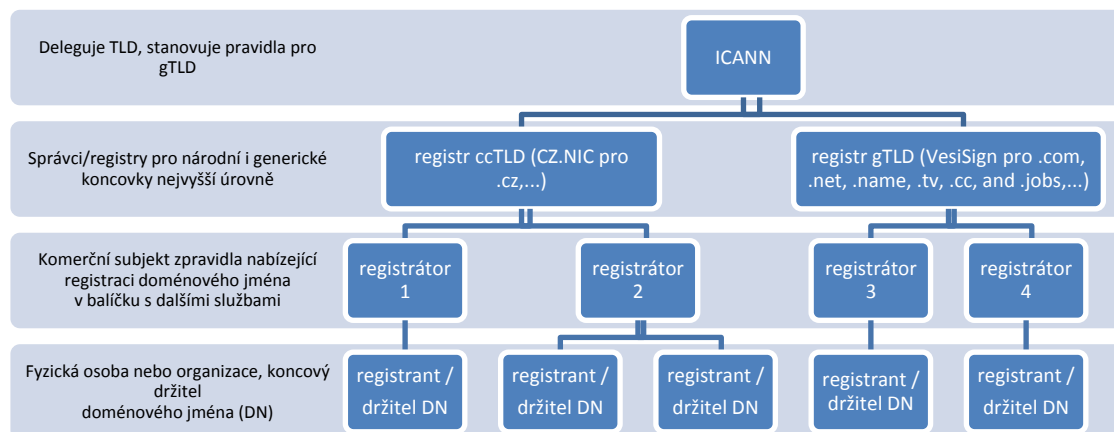 Deleguje TLD, stanovuje pravidla pro
gTLD
ICANN
Správci/registry pro národní i generické
koncovky nejvyšší úrovně
registr ccTLD (CZ.NIC pro
.cz,...)
registr gTLD (VesiSign pro .com,
.net, .name, .tv, .cc, and .jobs,...)
Komerční subjekt zpravidla nabízející
registraci doménového jména
v balíčku s dalšími službami
registrátor
1
registrátor
2
registrátor
3
registrátor
4
Fyzická osoba nebo organizace, koncový
držitel
doménového jména (DN)
registrant /
držitel DN
registrant /
držitel DN
registrant /
držitel DN
registrant /
držitel DN
registrant /
držitel DN